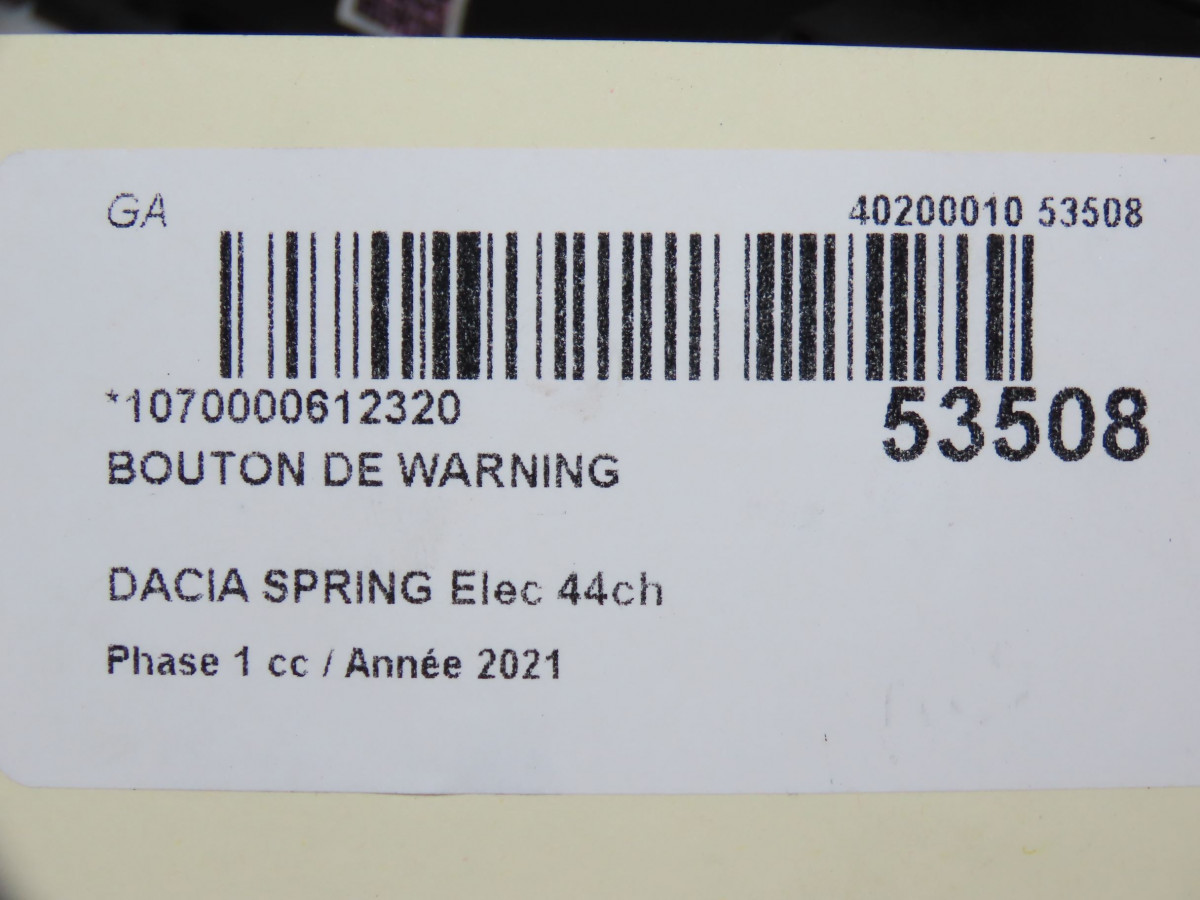 GA
40200010 53508
*1070000612320
53508
BOUTON DE WARNING
DACIA SPRING Elec 44ch
Phase 1 cc / Année 2021